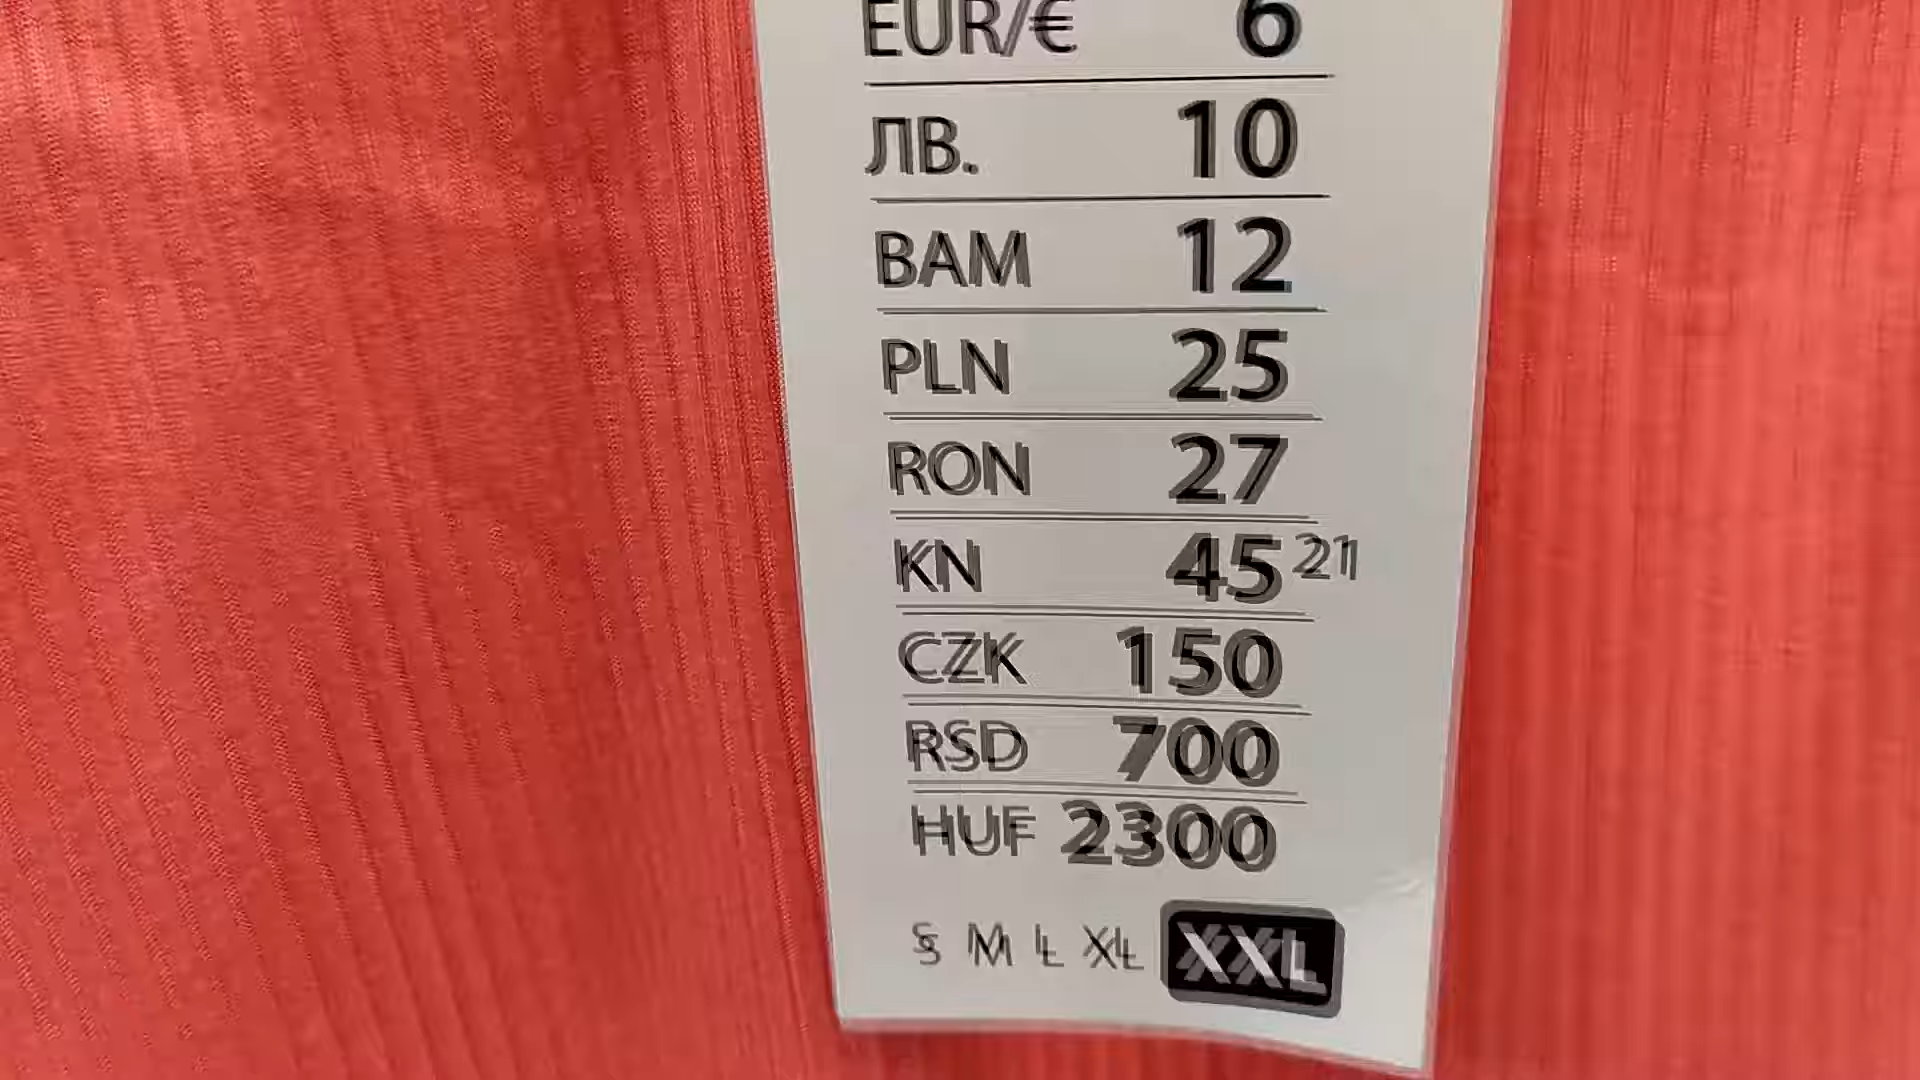 EUR/€ 6
ЛВ. 10
BAM 12
PLN 25
RON 27
KN 45 21
CZK 150
RSD 700
HUF 2300
S M L XL XXL